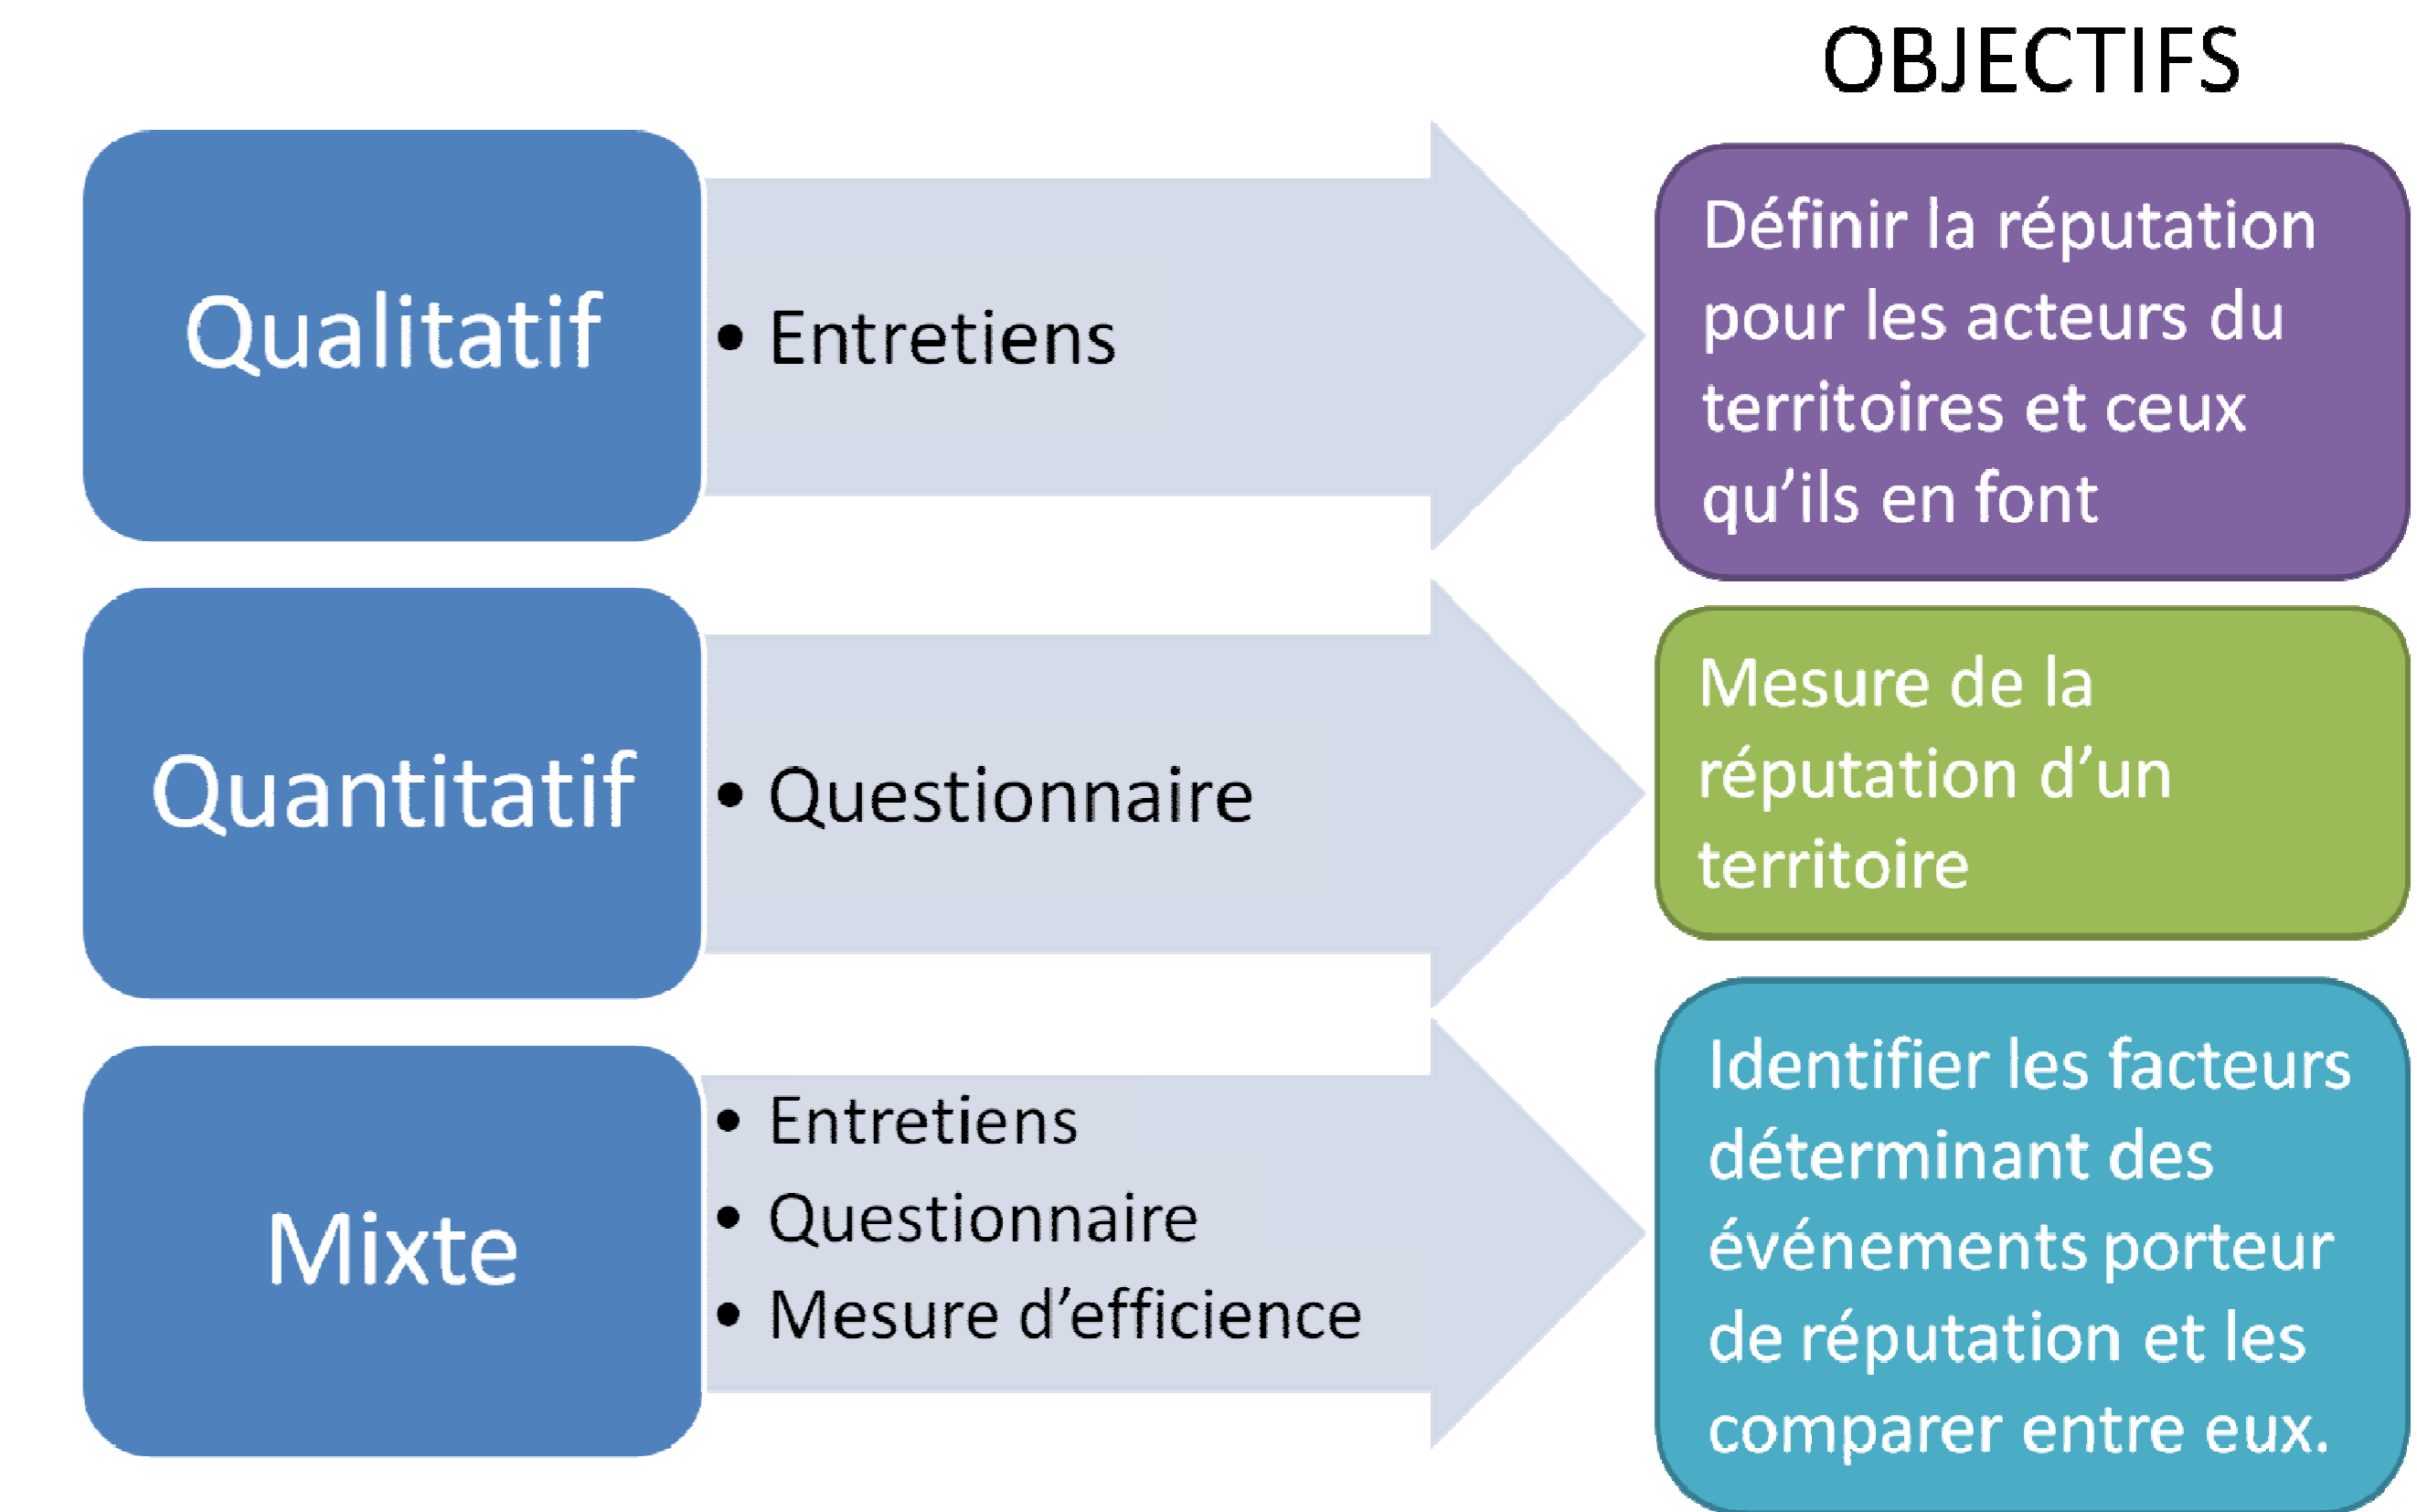 OBJECTIFS
Qualitatif
• Entretiens
Définir la réputation
pour les acteurs du
territoires et ceux
qu’ils en font
Quantitatif
• Questionnaire
Mesure de la
réputation d’un
territoire
Mixte
• Entretiens
• Questionnaire
• Mesure d’efficience
Identifier les facteurs
déterminant des
événements porteur
de réputation et les
comparer entre eux.